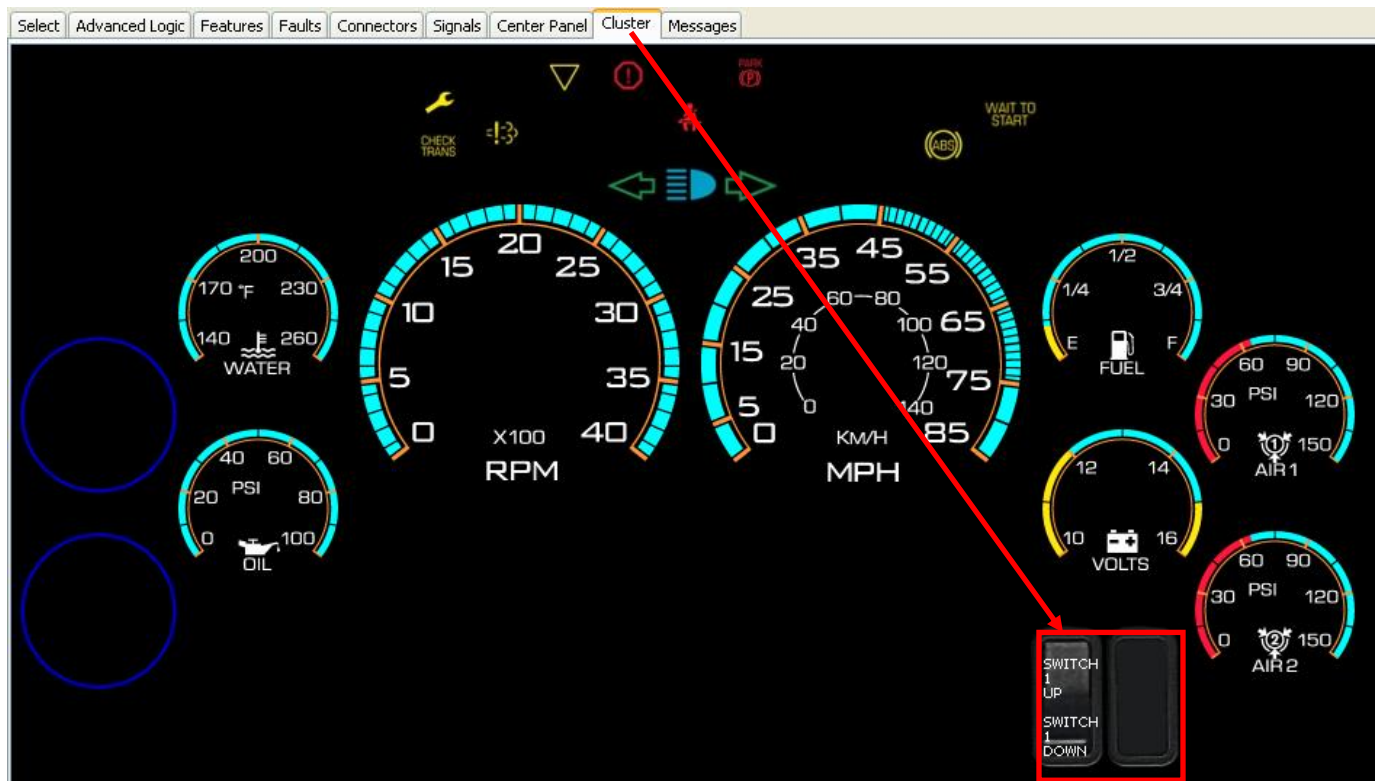 Select
Advanced Logic
Features
Faults
Connectors
Signals
Center Panel
Cluster
Messages
PARK
(P)
CHECK
TRANS
ABS
WAIT TO
START
200
170 °F 230
140 260
WATER
20
15 25
10 30
5 35
0 X100 40
RPM
45
35 55
25 65
15 75
5 85
0
60 80
40 100
20 120
0 140
Km/H
MPH
1/2
1/4 3/4
E F
FUEL
60 90
30 PSI 120
0 1 150
AIR 1
40 60
20 PSI 80
0 100
OIL
12 14
10 16
VOLTS
60 90
30 PSI 120
0 2 150
AIR 2
SWITCH
1
UP
SWITCH
1
DOWN